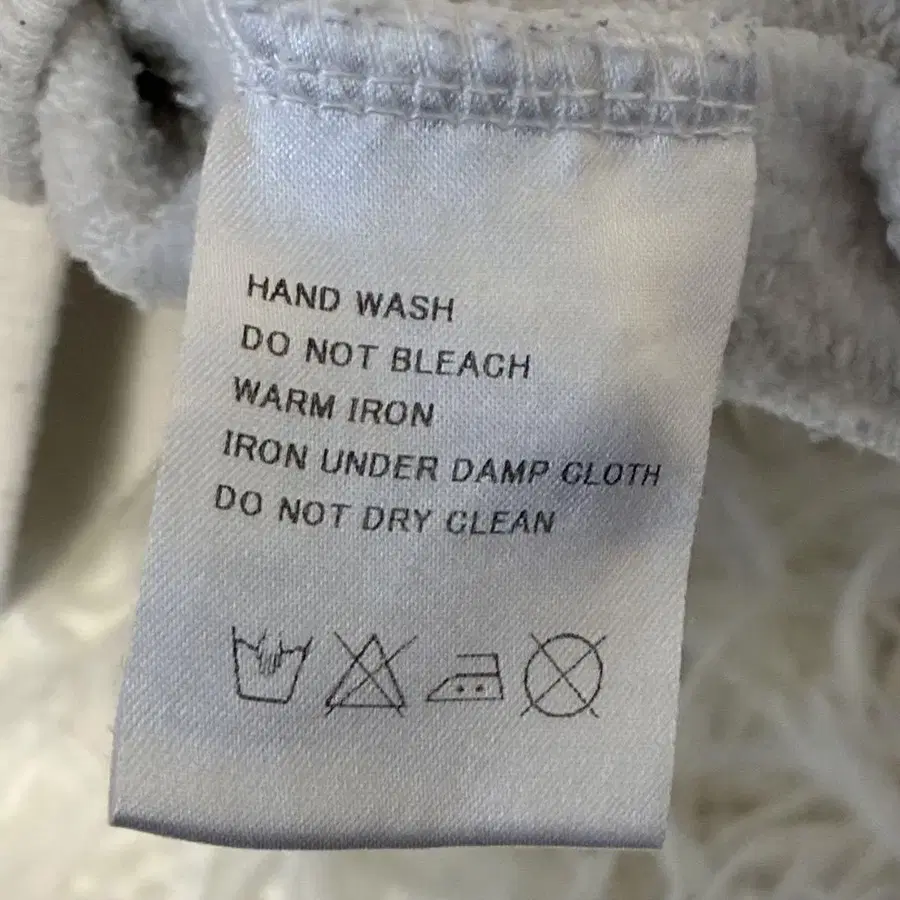 HAND WASH
DO NOT BLEACH
WARM IRON
IRON UNDER DAMP CLOTH
DO NOT DRY CLEAN